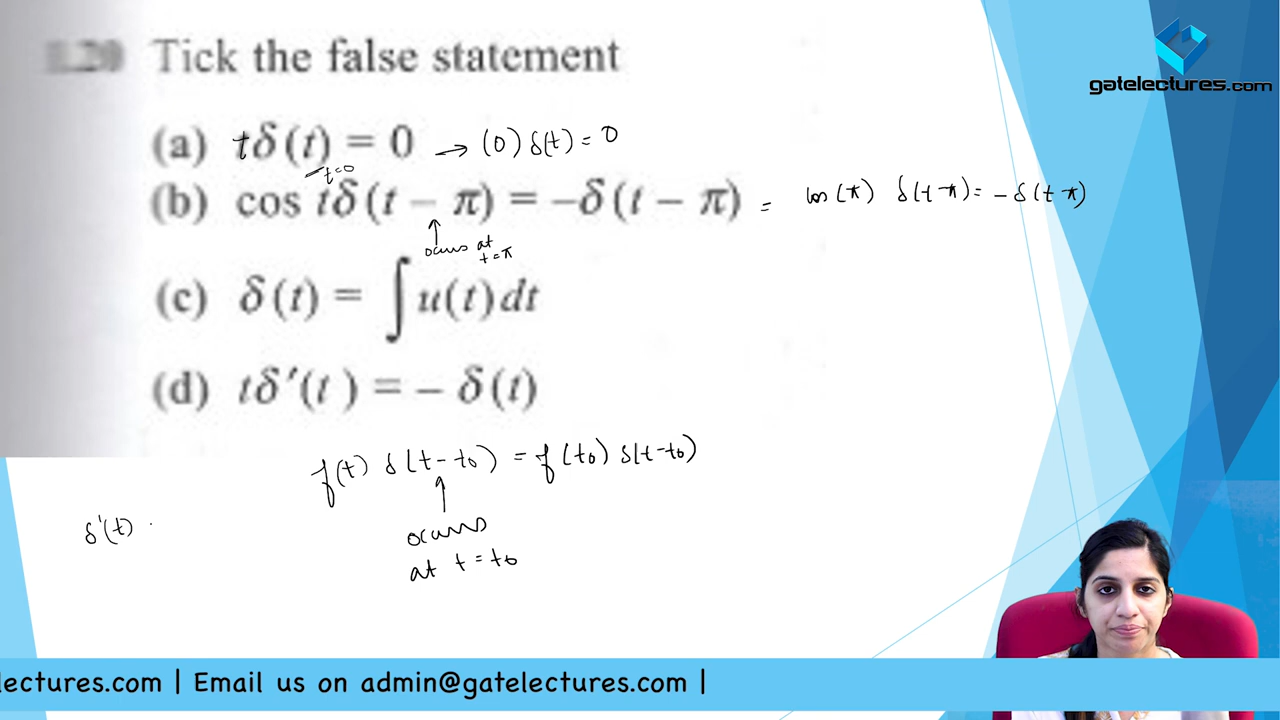 Tick the false statement
gatelectures.com
(a) tδ(t) = 0 → (0) δ(t) = 0
t=0
(b) cos tδ(t − π) = −δ(t − π) = cos(π) δ(t-π) = - δ(t-π)
occurs at
t=π
(c) δ(t) = ∫u(t)dt
(d) tδ′(t) = − δ(t)
f(t) δ(t-t₀) = f(t₀) δ(t-t₀)
δ'(t)
occurs
at t = t₀
lectures.com | Email us on admin@gatelectures.com |